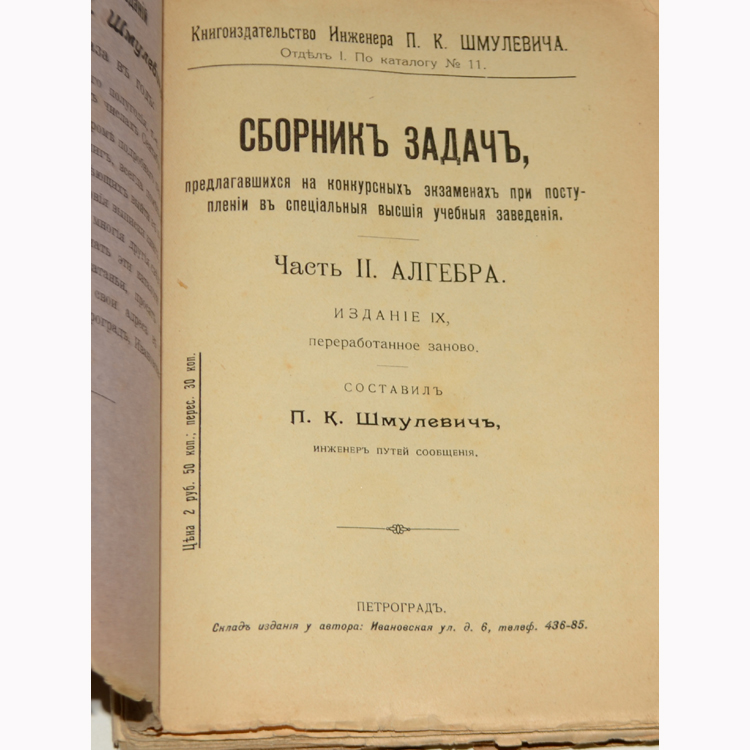 Книгоиздательство Инженера П. К. ШМУЛЕВИЧА.
Отдѣлъ I. По каталогу № 11.
СБОРНИКЪ ЗАДАЧЪ,
предлагавшихся на конкурсныхъ экзаменахъ при посту-
пленіи въ спеціальныя высшія учебныя заведенія.
Часть II. АЛГЕБРА.
ИЗДАНІЕ IX,
переработанное заново.
СОСТАВИЛЪ
П. К. Шмулевичъ,
ИНЖЕНЕРЪ ПУТЕЙ СООБЩЕНІЯ.
Цѣна 2 руб. 50 коп.; перес. 30 коп.
ПЕТРОГРАДЪ.
Складъ изданія у автора: Ивановская ул. д. 6, телеф. 436-85.